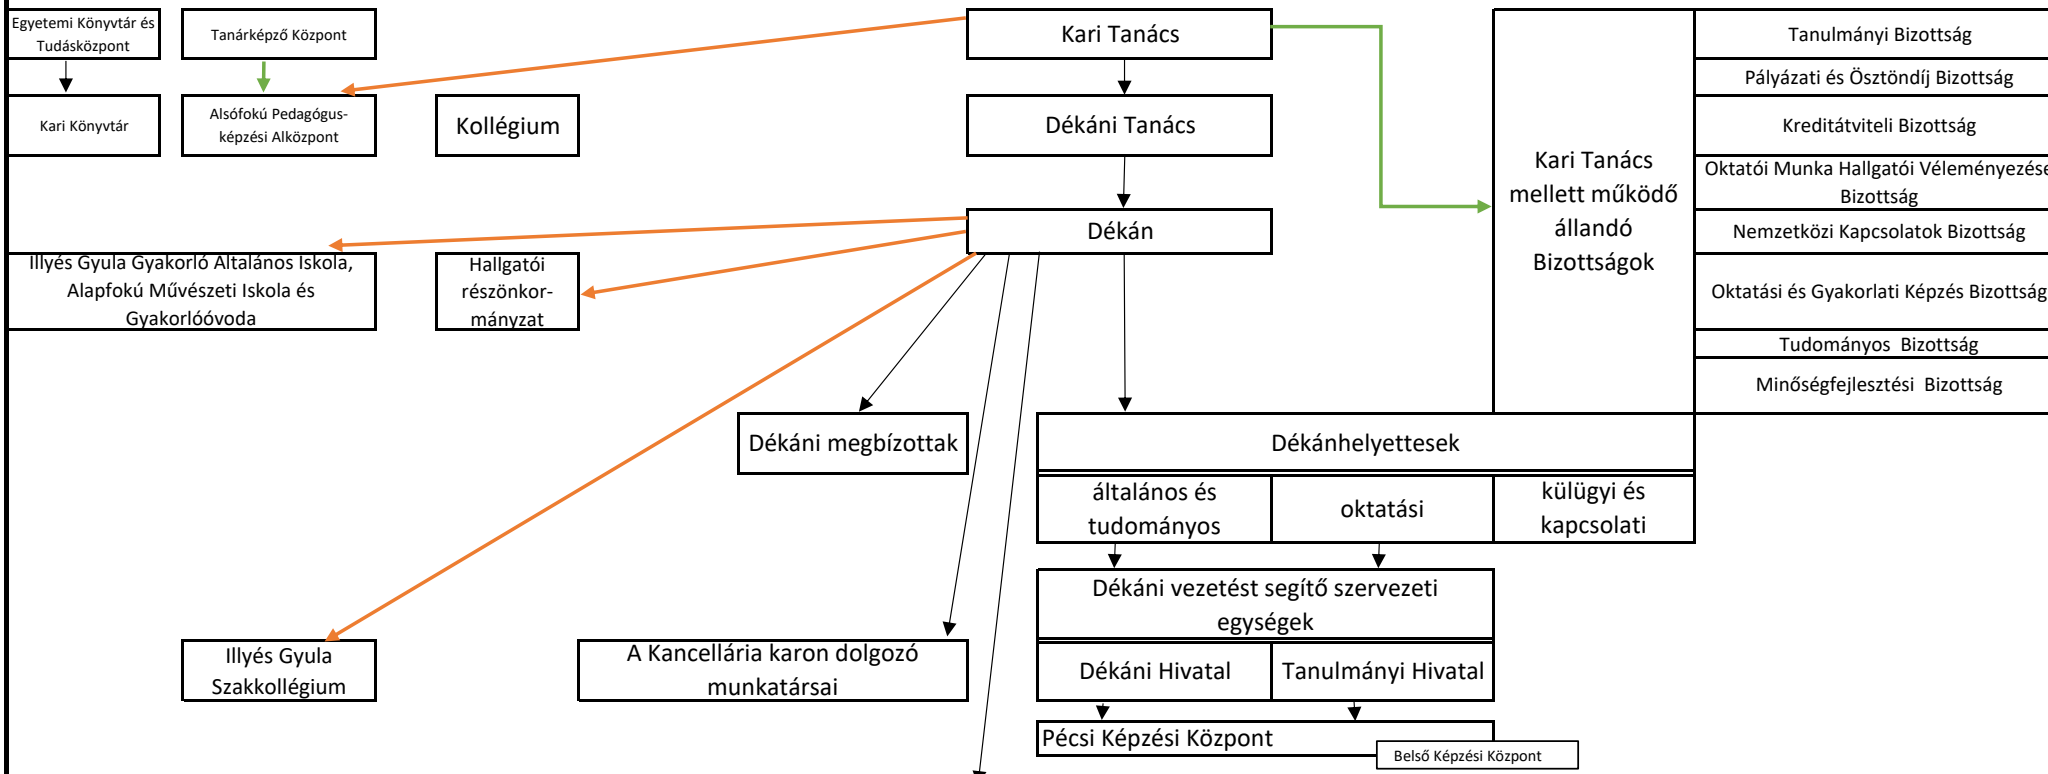 Egyetemi Könyvtár és
Tudásközpont
Tanárképző Központ
Kari Tanács
Kari Könyvtár
Alsófokú Pedagógus-
képzési Alközpont
Kollégium
Dékáni Tanács
Kari Tanács
mellett működő
állandó
Bizottságok
Tanulmányi Bizottság
Pályázati és Ösztöndíj Bizottság
Kreditátviteli Bizottság
Oktatói Munka Hallgatói Véleményezése
Bizottság
Nemzetközi Kapcsolatok Bizottság
Oktatási és Gyakorlati Képzés Bizottság
Tudományos  Bizottság
Minőségfejlesztési  Bizottság
Dékán
Illyés Gyula Gyakorló Általános Iskola,
Alapfokú Művészeti Iskola és
Gyakorlóóvoda
Hallgatói
részönkor-
mányzat
Dékáni megbízottak
Dékánhelyettesek
általános és
tudományos
oktatási
külügyi és
kapcsolati
Dékáni vezetést segítő szervezeti
egységek
Illyés Gyula
Szakkollégium
A Kancellária karon dolgozó
munkatársai
Dékáni Hivatal
Tanulmányi Hivatal
Pécsi Képzési Központ
Belső Képzési Központ